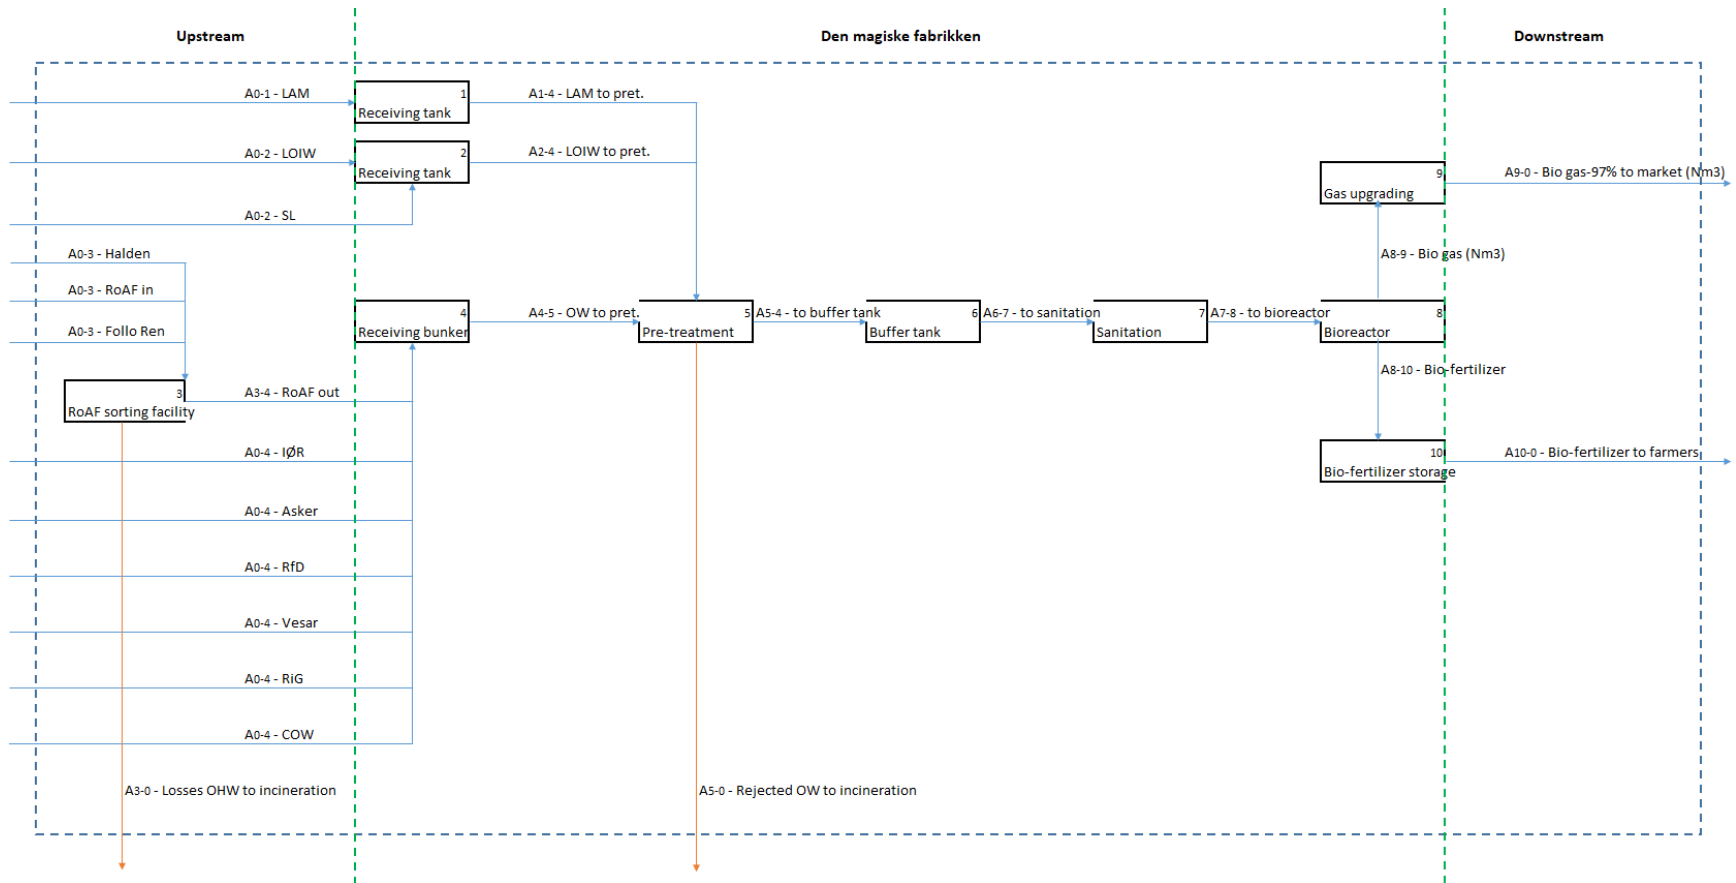 Upstream
Den magiske fabrikken
Downstream
A0-1 - LAM
1
Receiving tank
A1-4 - LAM to pret.
A0-2 - LOIW
2
Receiving tank
A2-4 - LOIW to pret.
A0-2 - SL
9
Gas upgrading
A9-0 - Bio gas-97% to market (Nm3)
A0-3 - Halden
A8-9 - Bio gas (Nm3)
A0-3 - RoAF in
A0-3 - Follo Ren
4
Receiving bunker
A4-5 - OW to pret.
5
Pre-treatment
A5-4 - to buffer tank
6
Buffer tank
A6-7 - to sanitation
7
Sanitation
A7-8 - to bioreactor
8
Bioreactor
A8-10 - Bio-fertilizer
3
RoAF sorting facility
A3-4 - RoAF out
A0-4 - IØR
10
Bio-fertilizer storage
A10-0 - Bio-fertilizer to farmers
A0-4 - Asker
A0-4 - RfD
A0-4 - Vesar
A0-4 - RiG
A0-4 - COW
A3-0 - Losses OHW to incineration
A5-0 - Rejected OW to incineration